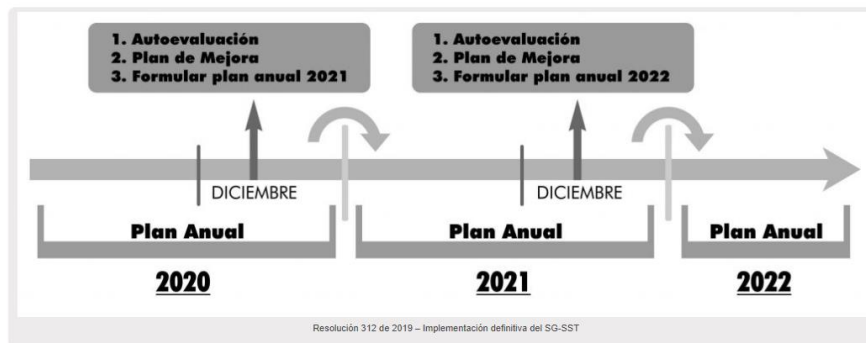 1. Autoevaluación
2. Plan de Mejora
3. Formular plan anual 2021
1. Autoevaluación
2. Plan de Mejora
3. Formular plan anual 2022
DICIEMBRE
DICIEMBRE
Plan Anual
Plan Anual
Plan Anual
2020
2021
2022
Resolución 312 de 2019 – Implementación definitiva del SG-SST